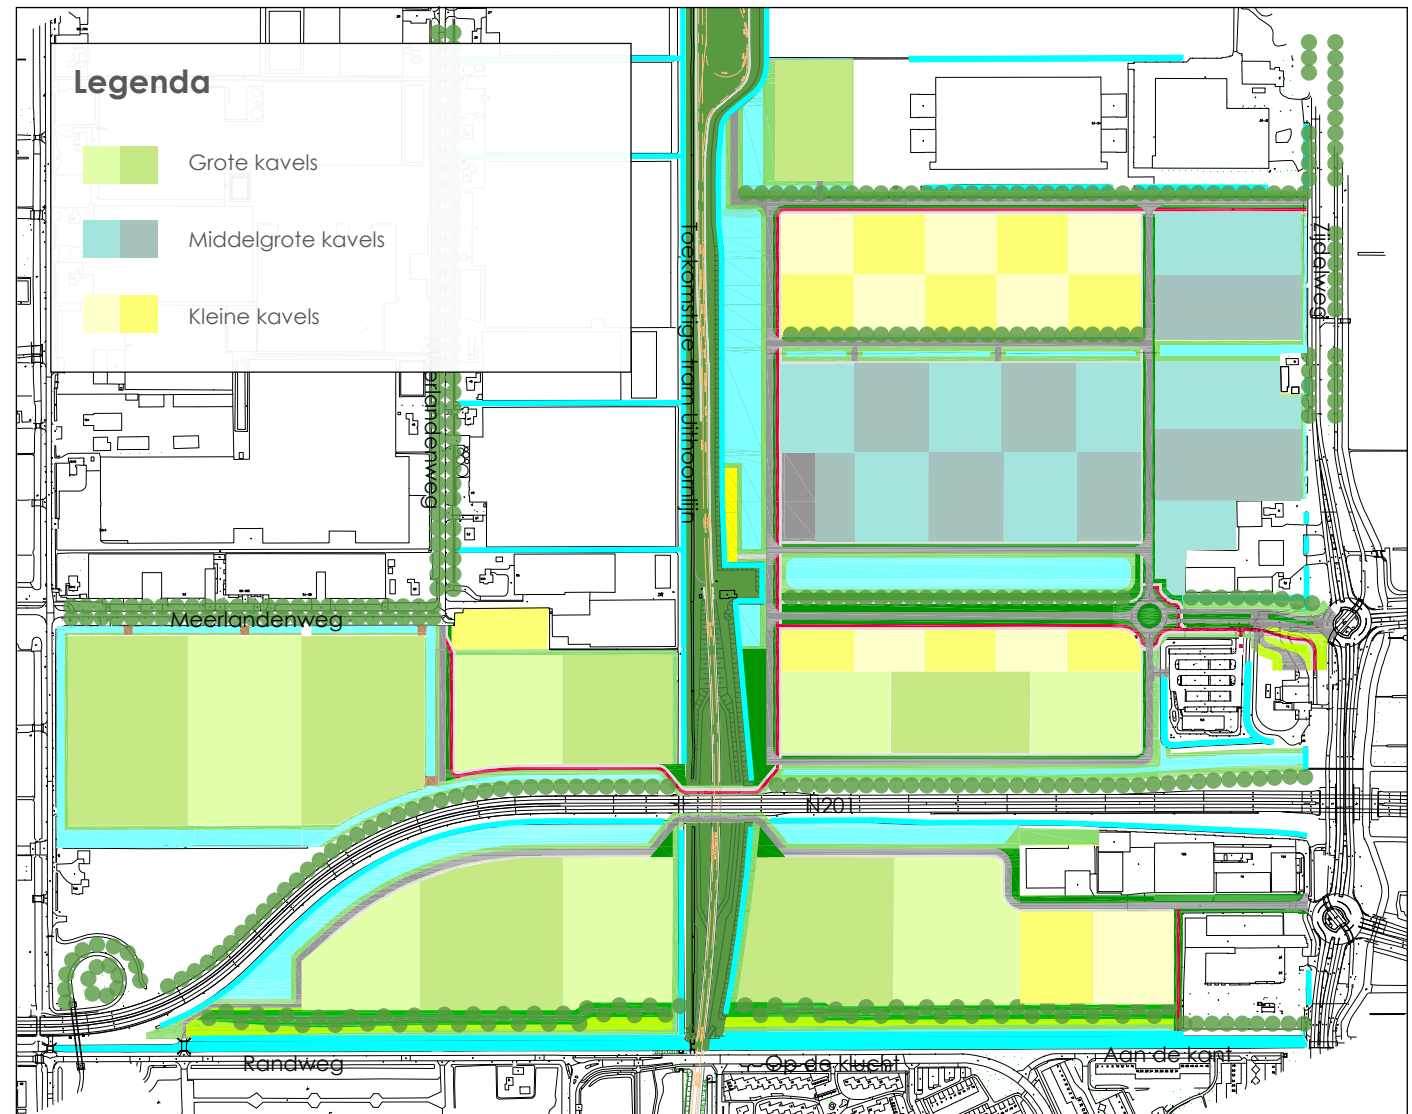 Legenda
Grote kavels
Middelgrote kavels
Kleine kavels
Toekomstige tram Uithoornlijn
Zijdelweg
Meerlandenweg
N201
Randweg
Op de klucht
Aan de kant